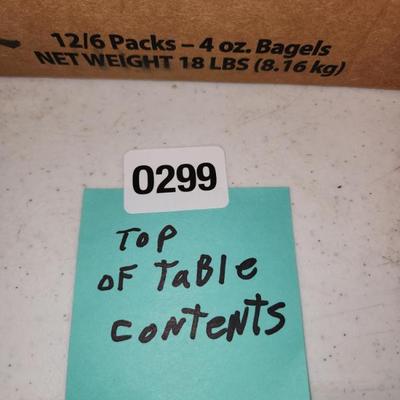 12/6 Packs – 4 oz. Bagels
NET WEIGHT 18 LBS (8.16 kg)
0299
TOP
OF TaBle
CONTENTS